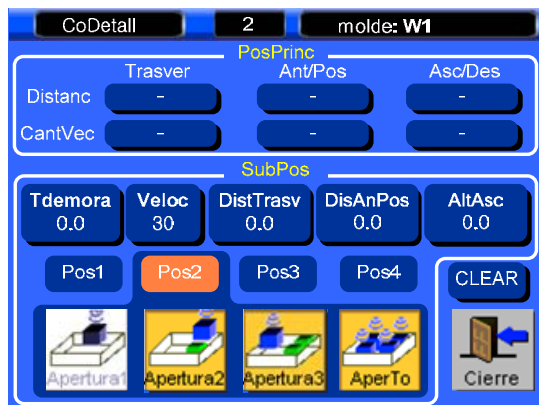 CoDetall 2 molde: W1
PosPrinc
Trasver Ant/Pos Asc/Des
Distanc - - -
CantVec - - -
SubPos
Tdemora Veloc DistTrasv DisAnPos AltAsc
0.0 30 0.0 0.0 0.0
Pos1 Pos2 Pos3 Pos4 CLEAR
Apertura1 Apertura2 Apertura3 AperTo Cierre